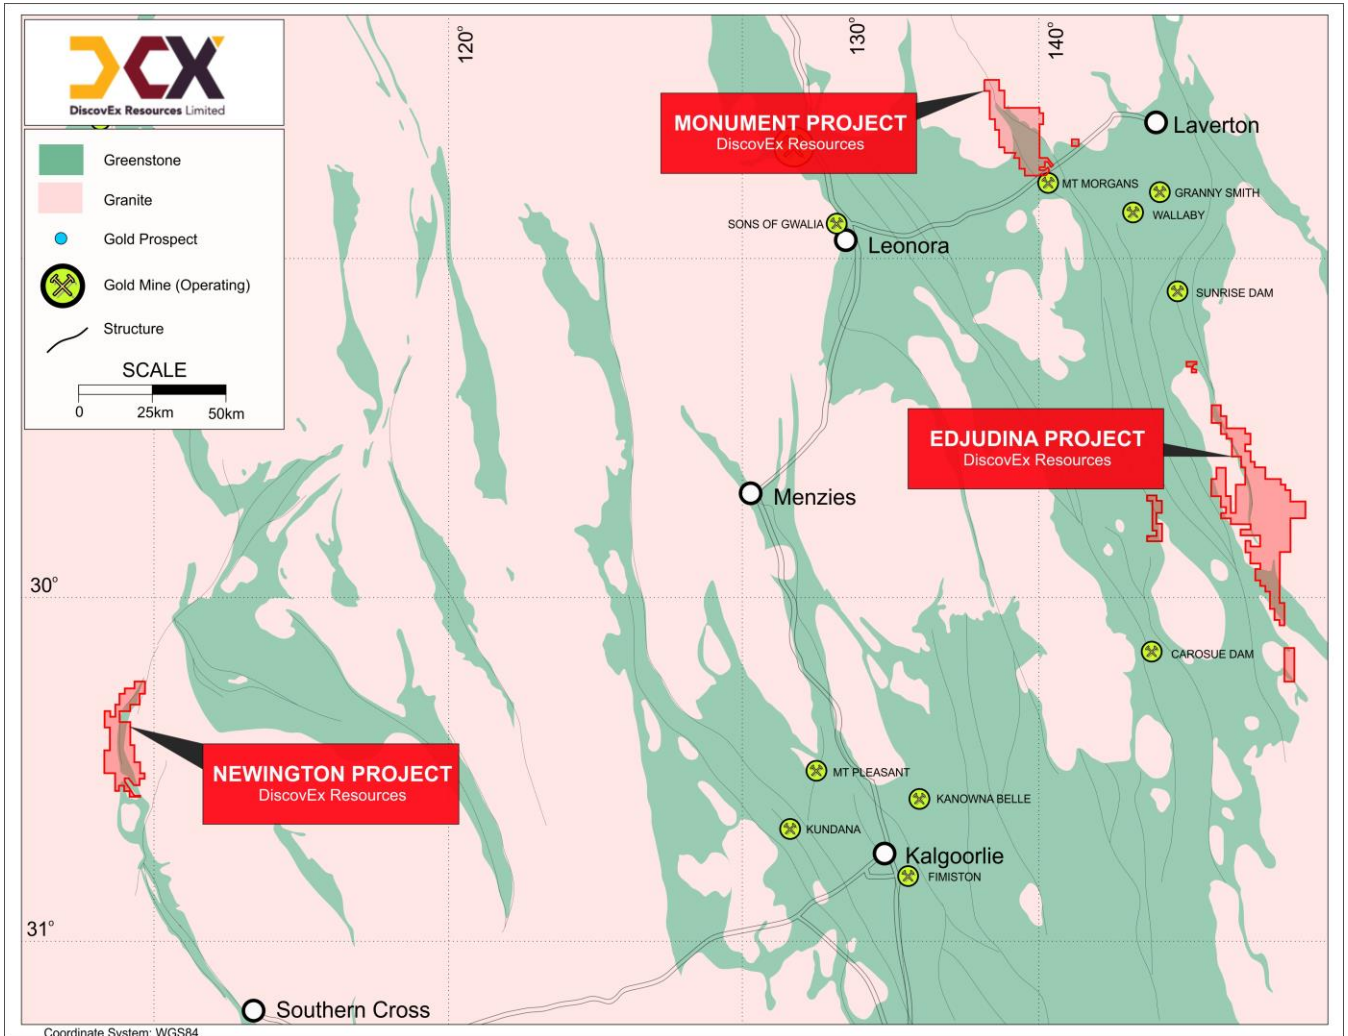 DCX
DiscovEx Resources Limited
Greenstone
Granite
Gold Prospect
Gold Mine (Operating)
Structure
SCALE
0 25km 50km
120°
130°
140°
MONUMENT PROJECT
DiscovEx Resources
Laverton
MT MORGANS
GRANNY SMITH
WALLABY
SONS OF GWALIA
Leonora
SUNRISE DAM
EDJUDINA PROJECT
DiscovEx Resources
Menzies
30°
CAROSUE DAM
NEWINGTON PROJECT
DiscovEx Resources
MT PLEASANT
KANOWNA BELLE
KUNDANA
Kalgoorlie
FIMISTON
31°
Southern Cross
Coordinate System: WGS84